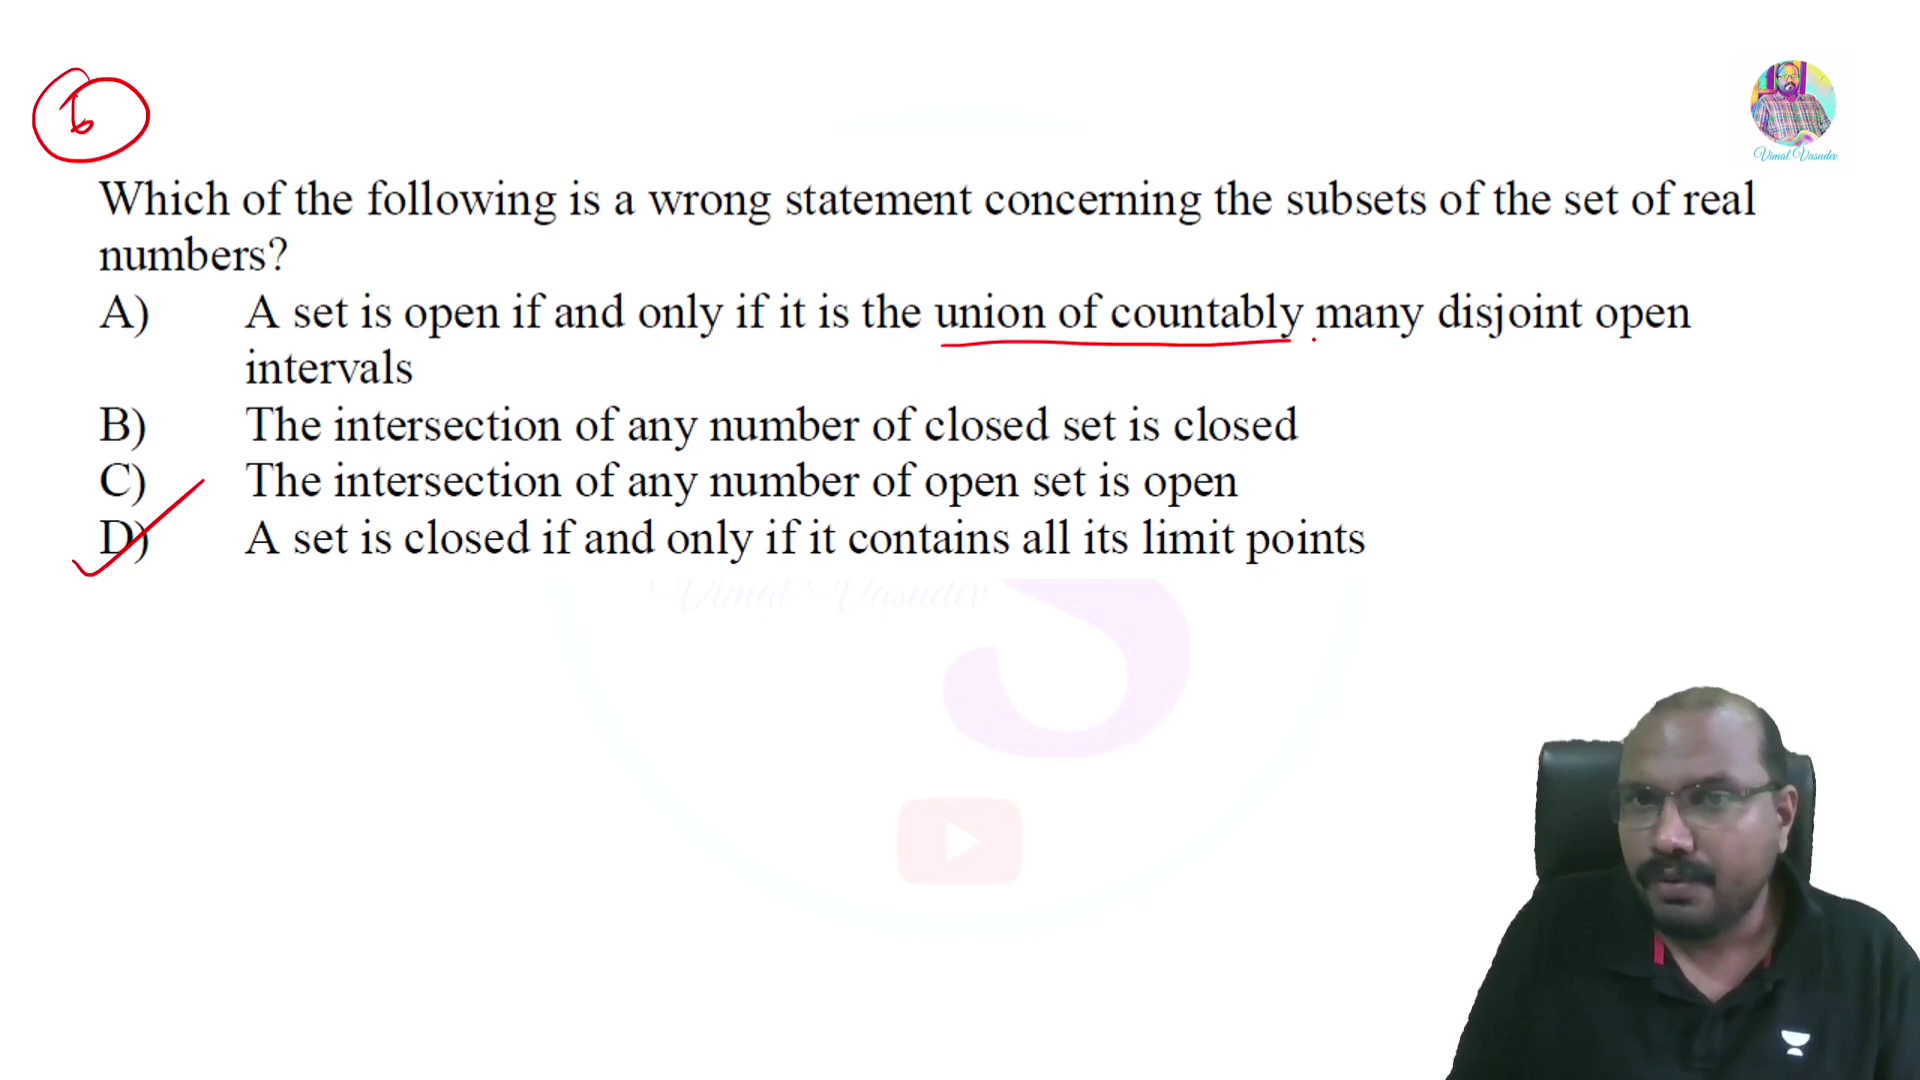 6
Vimal Vasudev
Which of the following is a wrong statement concerning the subsets of the set of real
numbers?
A) A set is open if and only if it is the union of countably many disjoint open
intervals
B) The intersection of any number of closed set is closed
C) The intersection of any number of open set is open
D) A set is closed if and only if it contains all its limit points
Vimal Vasudev